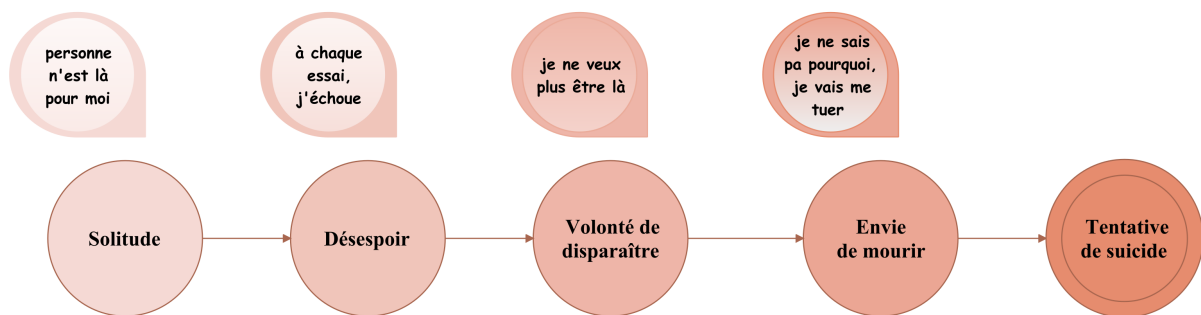 personne
n'est là
pour moi
à chaque
essai,
j'échoue
je ne veux
plus être là
je ne sais
pa pourquoi,
je vais me
tuer
Solitude
Désespoir
Volonté de
disparaître
Envie
de mourir
Tentative
de suicide